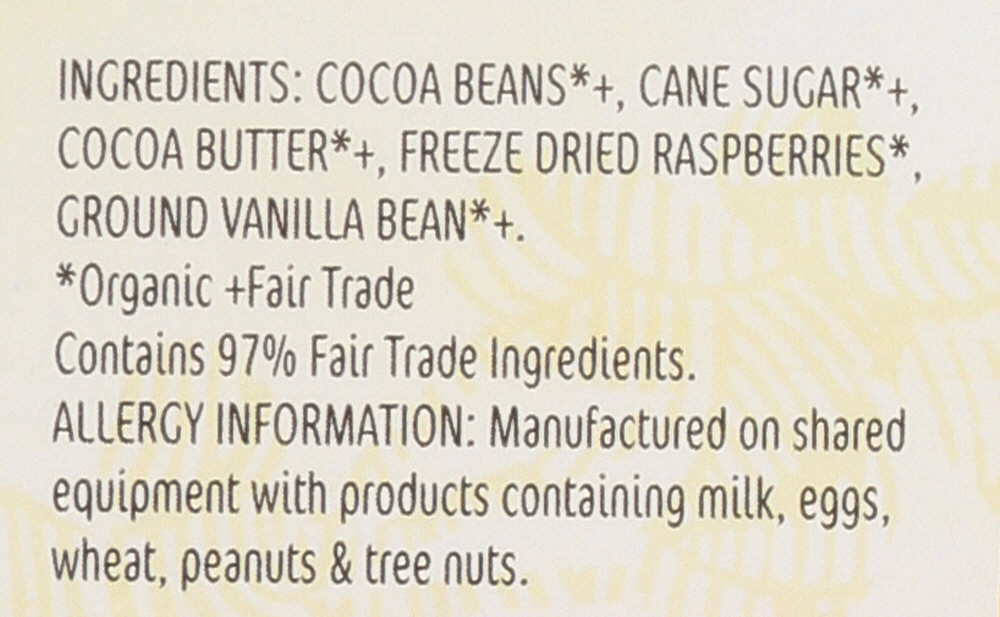 INGREDIENTS: COCOA BEANS*+, CANE SUGAR*+,
COCOA BUTTER*+, FREEZE DRIED RASPBERRIES*,
GROUND VANILLA BEAN*+.
*Organic +Fair Trade
Contains 97% Fair Trade Ingredients.
ALLERGY INFORMATION: Manufactured on shared
equipment with products containing milk, eggs,
wheat, peanuts & tree nuts.